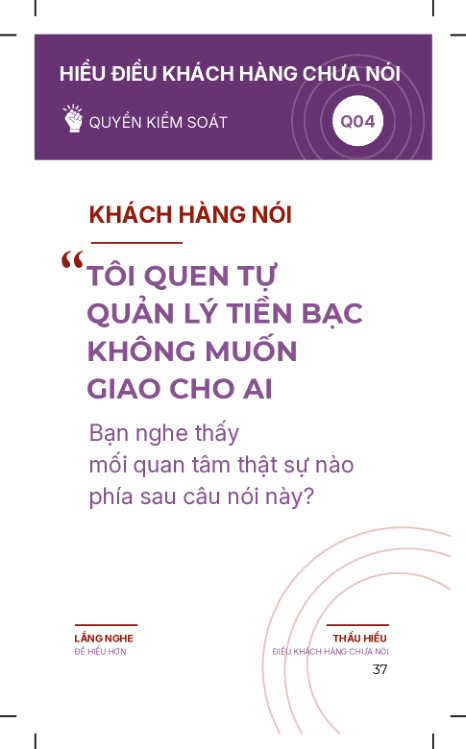 HIỂU ĐIỀU KHÁCH HÀNG CHƯA NÓI
QUYỀN KIỂM SOÁT
Q04
KHÁCH HÀNG NÓI
“TÔI QUEN TỰ
QUẢN LÝ TIỀN BẠC
KHÔNG MUỐN
GIAO CHO AI
Bạn nghe thấy
mối quan tâm thật sự nào
phía sau câu nói này?
LẮNG NGHE
ĐỂ HIỂU HƠN
THẤU HIỂU
ĐIỀU KHÁCH HÀNG CHƯA NÓI
37